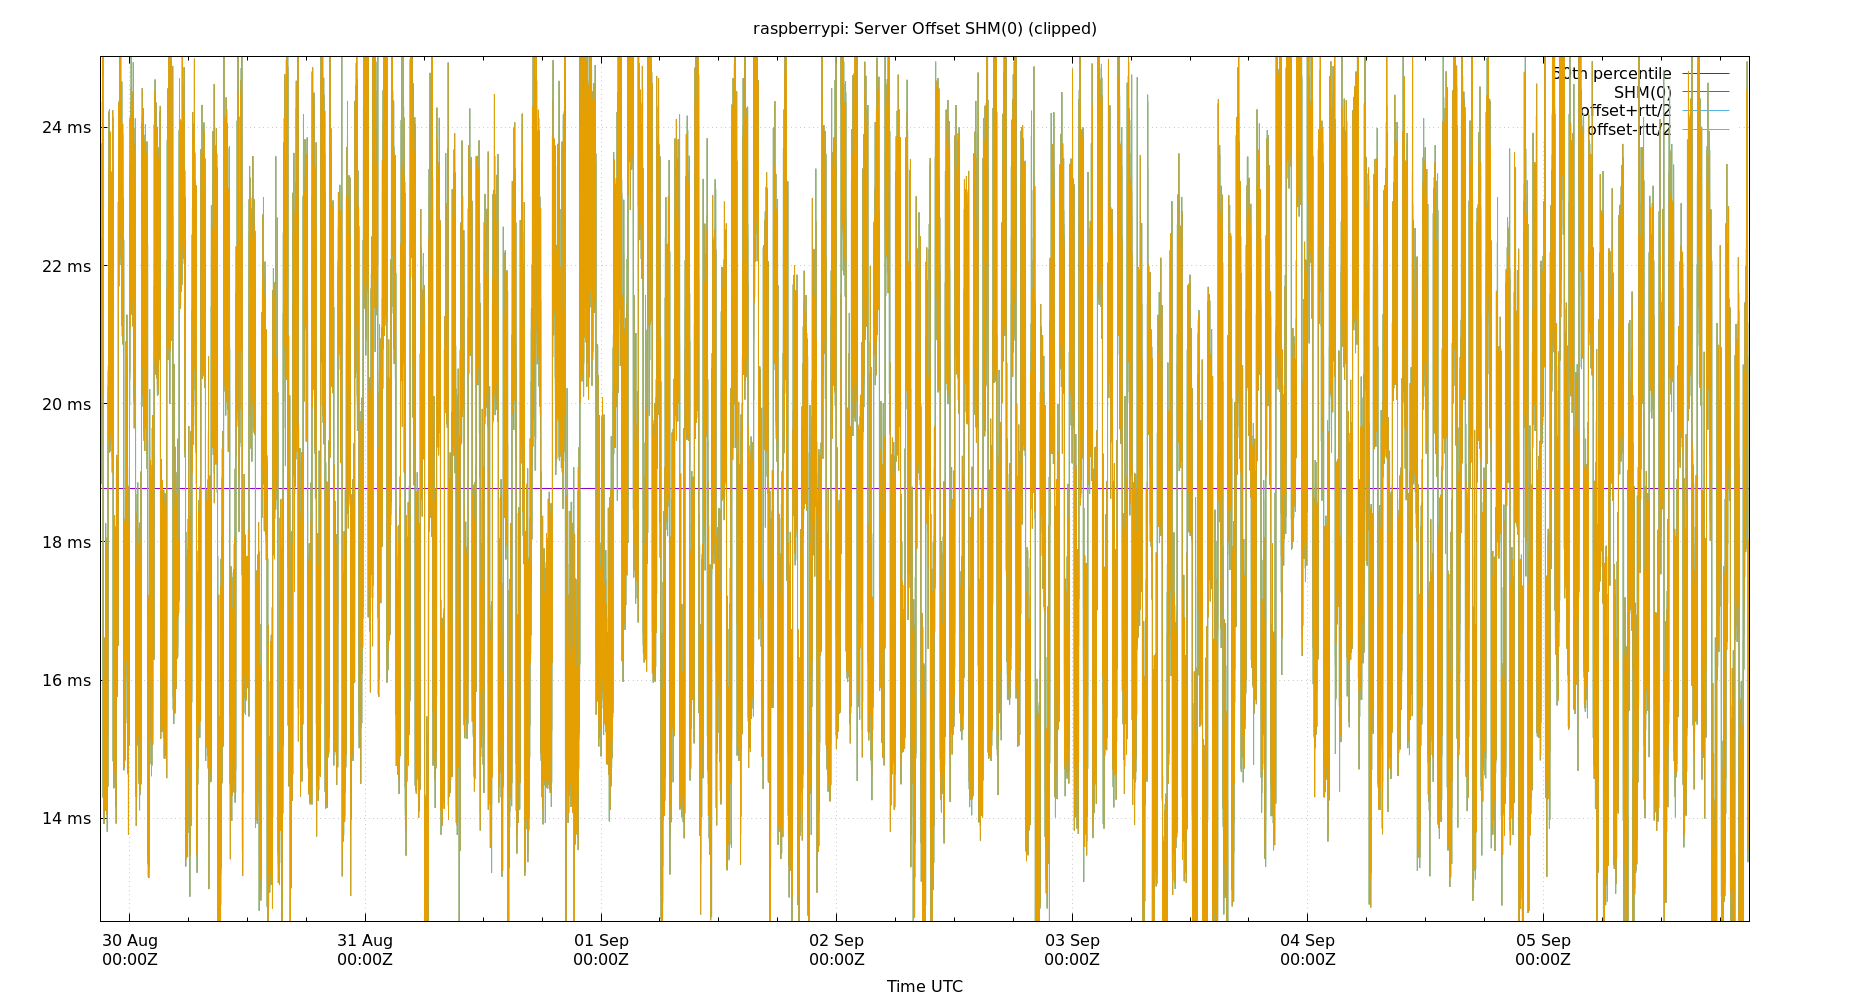 raspberrypi: Server Offset SHM(0) (clipped)
50th percentile
SHM(0)
offset+rtt/2
offset-rtt/2
24 ms
22 ms
20 ms
18 ms
16 ms
14 ms
30 Aug 31 Aug 01 Sep 02 Sep 03 Sep 04 Sep 05 Sep
00:00Z 00:00Z 00:00Z 00:00Z 00:00Z 00:00Z 00:00Z
Time UTC